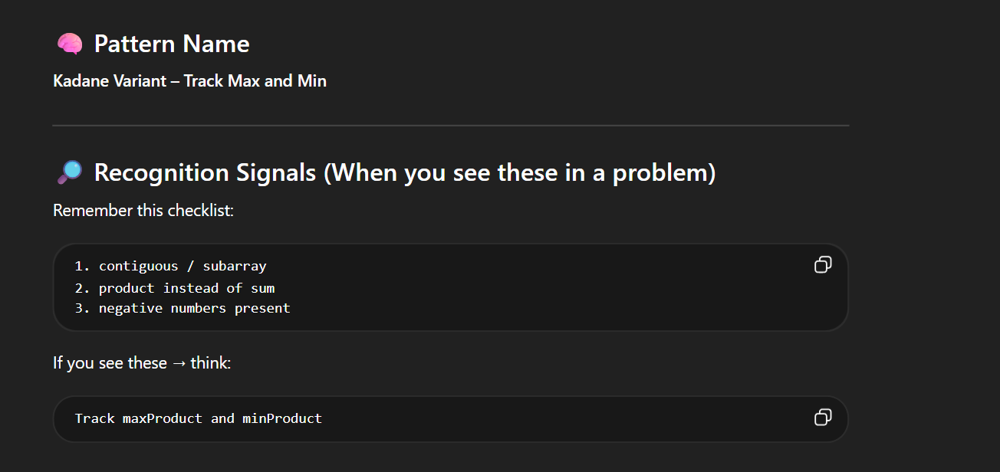 🧠 Pattern Name
Kadane Variant – Track Max and Min
🔎 Recognition Signals (When you see these in a problem)
Remember this checklist:
1. contiguous / subarray
2. product instead of sum
3. negative numbers present
If you see these → think:
Track maxProduct and minProduct